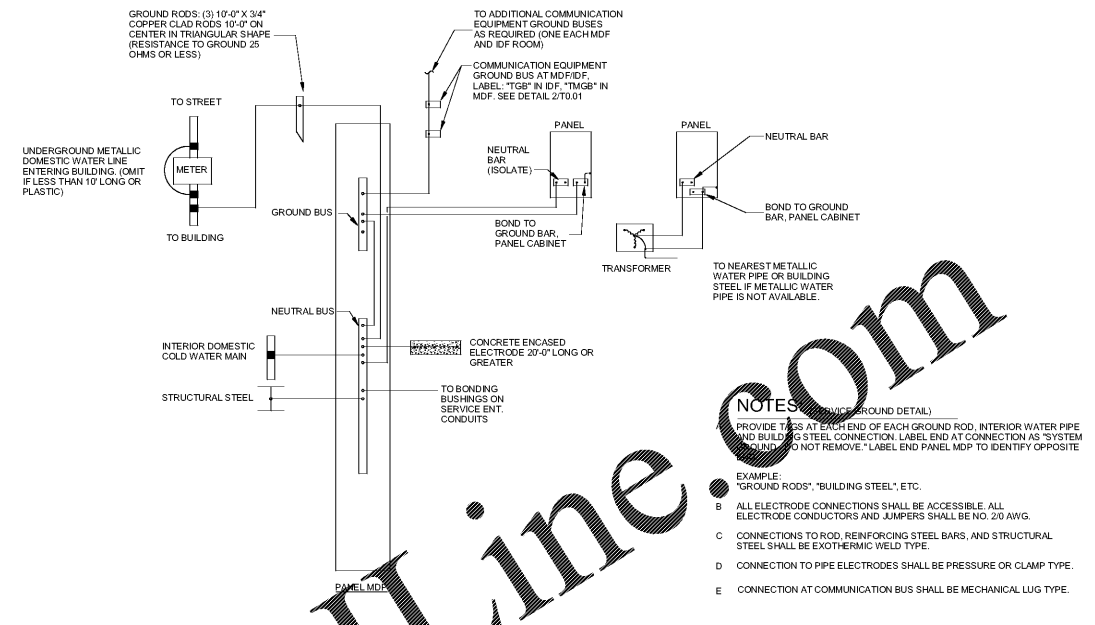 GROUND RODS: (3) 10'-0" X 3/4"
COPPER CLAD RODS 10'-0" ON
CENTER IN TRIANGULAR SHAPE
(RESISTANCE TO GROUND 25
OHMS OR LESS)
TO ADDITIONAL COMMUNICATION
EQUIPMENT GROUND BUSES
AS REQUIRED (ONE EACH MDF
AND IDF ROOM)
COMMUNICATION EQUIPMENT
GROUND BUS AT MDF/IDF,
LABEL: "TGB" IN IDF, "TMGB" IN
MDF. SEE DETAIL 2/T0.01
TO STREET
UNDERGROUND METALLIC
DOMESTIC WATER LINE
ENTERING BUILDING. (OMIT
IF LESS THAN 10' LONG OR
PLASTIC)
METER
TO BUILDING
PANEL
NEUTRAL
BAR
(ISOLATE)
PANEL
NEUTRAL BAR
GROUND BUS
BOND TO
GROUND BAR,
PANEL CABINET
BOND TO GROUND
BAR, PANEL CABINET
TRANSFORMER
TO NEAREST METALLIC
WATER PIPE OR BUILDING
STEEL IF METALLIC WATER
PIPE IS NOT AVAILABLE.
NEUTRAL BUS
INTERIOR DOMESTIC
COLD WATER MAIN
CONCRETE ENCASED
ELECTRODE 20'-0" LONG OR
GREATER
STRUCTURAL STEEL
TO BONDING
BUSHINGS ON
SERVICE ENT.
CONDUITS
PANEL MDP
NOTES: (SERVICE GROUND DETAIL)
A PROVIDE TAGS AT EACH END OF EACH GROUND ROD, INTERIOR WATER PIPE
AND BUILDING STEEL CONNECTION. LABEL END AT CONNECTION AS "SYSTEM
GROUND - DO NOT REMOVE." LABEL END PANEL MDP TO IDENTIFY OPPOSITE
EXAMPLE:
"GROUND RODS", "BUILDING STEEL", ETC.
B ALL ELECTRODE CONNECTIONS SHALL BE ACCESSIBLE. ALL
ELECTRODE CONDUCTORS AND JUMPERS SHALL BE NO. 2/0 AWG.
C CONNECTIONS TO ROD, REINFORCING STEEL BARS, AND STRUCTURAL
STEEL SHALL BE EXOTHERMIC WELD TYPE.
D CONNECTION TO PIPE ELECTRODES SHALL BE PRESSURE OR CLAMP TYPE.
E CONNECTION AT COMMUNICATION BUS SHALL BE MECHANICAL LUG TYPE.
Line.com